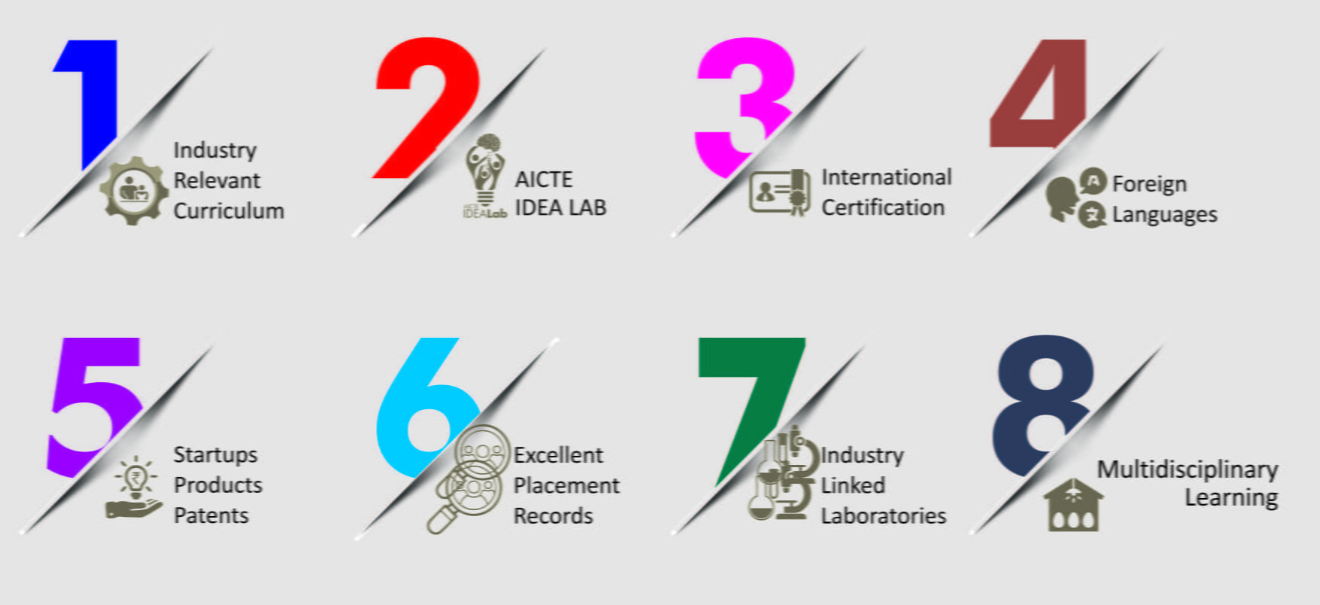 1
Industry
Relevant
Curriculum
2
IDEALab
AICTE
IDEA LAB
3
International
Certification
4
A
Foreign
Languages
5
₹
Startups
Products
Patents
6
Excellent
Placement
Records
7
Industry
Linked
Laboratories
8
Multidisciplinary
Learning